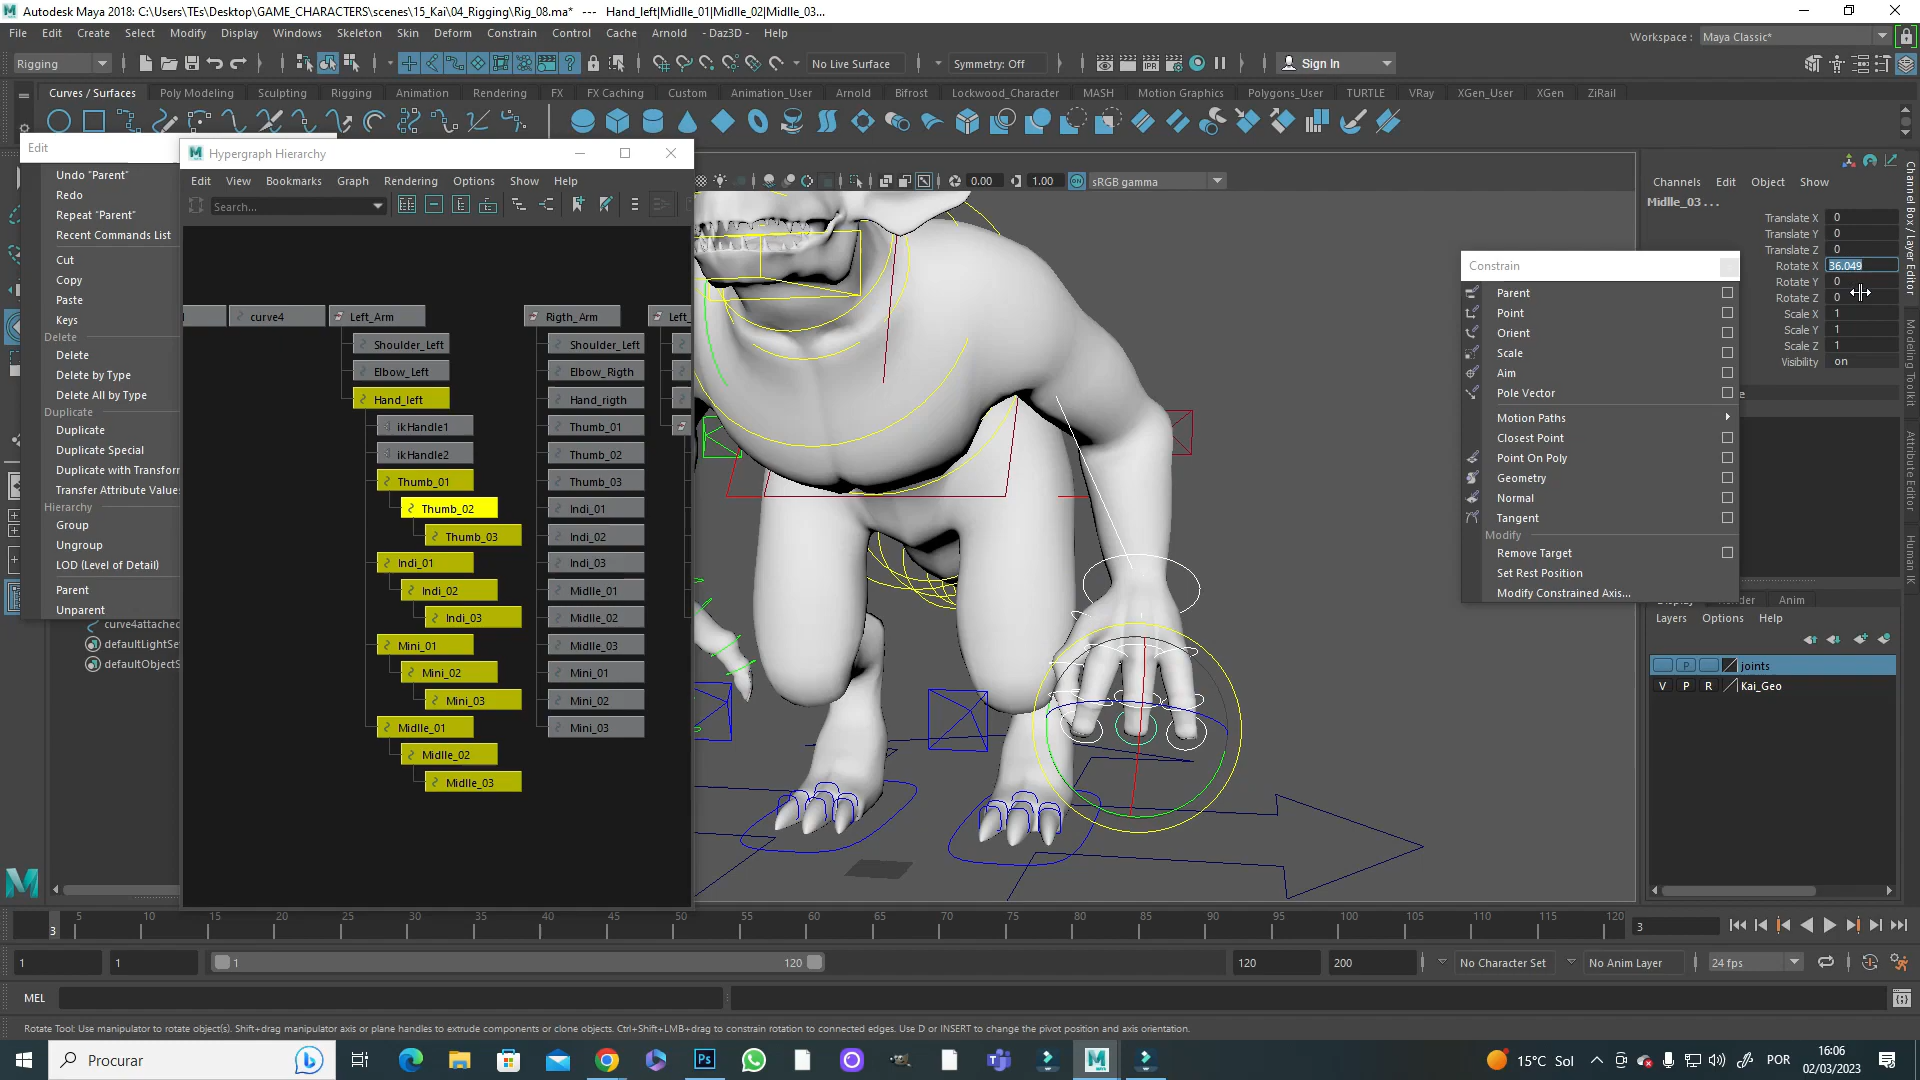 Autodesk Maya 2018: C:\Users\TEs\Desktop\GAME_CHARACTERS\scenes\15_Kai\04_Rigging\Rig_08.ma* --- Hand_left|Midlle_01|Midlle_02|Midlle_03...
File Edit Create Select Modify Display Windows Skeleton Skin Deform Constrain Control Cache Arnold - Daz3D - Help
Workspace : Maya Classic*
Rigging No Live Surface Symmetry: Off Sign In
Curves / Surfaces Poly Modeling Sculpting Rigging Animation Rendering FX FX Caching Custom Animation_User Arnold Bifrost Lockwood_Character MASH Motion Graphics Polygons_User TURTLE VRay XGen_User XGen ZiRail
Edit
Undo "Parent"
Redo
Repeat "Parent"
Recent Commands List
Cut
Copy
Paste
Keys
Delete
Delete
Delete by Type
Delete All by Type
Duplicate
Duplicate
Duplicate Special
Duplicate with Transform
Transfer Attribute Values
Hierarchy
Group
Ungroup
LOD (Level of Detail)
Parent
Unparent
curve4attached
defaultLightSe
defaultObjectS
Hypergraph Hierarchy
Edit View Bookmarks Graph Rendering Options Show Help
Search...
curve4 Left_Arm Rigth_Arm Left_
Shoulder_Left Shoulder_Left
Elbow_Left Elbow_Rigth
Hand_left Hand_rigth
ikHandle1 Thumb_01
ikHandle2 Thumb_02
Thumb_01 Thumb_03
Thumb_02 Indi_01
Thumb_03 Indi_02
Indi_01 Indi_03
Indi_02 Midlle_01
Indi_03 Midlle_02
Mini_01 Midlle_03
Mini_02 Mini_01
Mini_03 Mini_02
Midlle_01 Mini_03
Midlle_02
Midlle_03
0.00 1.00 sRGB gamma
Constrain
Parent
Point
Orient
Scale
Aim
Pole Vector
Motion Paths
Closest Point
Point On Poly
Geometry
Normal
Tangent
Modify
Remove Target
Set Rest Position
Modify Constrained Axis...
Channels Edit Object Show
Midlle_03 ...
Translate X 0
Translate Y 0
Translate Z 0
Rotate X 36.049
Rotate Y 0
Rotate Z 0
Scale X 1
Scale Y 1
Scale Z 1
Visibility on
Channel Box / Layer Editor
Modeling Toolkit
Attribute Editor
Human IK
Anim
Layers Options Help
joints
V P R Kai_Geo
5 10 15 20 25 30 35 40 45 50 55 60 65 70 75 80 85 90 95 100 105 110 115 120
3 3
1 1 1 120 120 200 No Character Set No Anim Layer 24 fps
MEL
Rotate Tool: Use manipulator to rotate object(s). Shift+drag manipulator axis or plane handles to extrude components or clone objects. Ctrl+Shift+LMB+drag to constrain rotation to connected edges. Use D or INSERT to change the pivot position and axis orientation.
Procurar
15°C Sol POR 16:06
02/03/2023